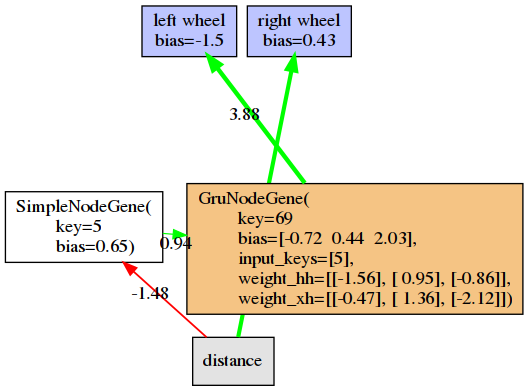 left wheel
bias=-1.5
right wheel
bias=0.43
3.88
SimpleNodeGene(
key=5
bias=0.65)
0.94
GruNodeGene(
key=69
bias=[-0.72 0.44 2.03],
input_keys=[5],
weight_hh=[[-1.56], [ 0.95], [-0.86]],
weight_xh=[[-0.47], [ 1.36], [-2.12]])
-1.48
distance